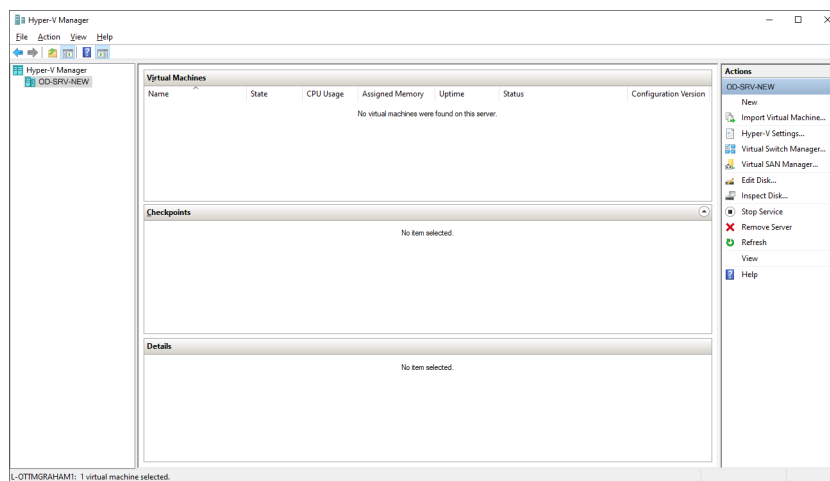 Hyper-V Manager
File Action View Help
Hyper-V Manager
OD-SRV-NEW
Virtual Machines
Name State CPU Usage Assigned Memory Uptime Status Configuration Version
No virtual machines were found on this server.
Checkpoints
No item selected.
Details
No item selected.
Actions
OD-SRV-NEW
New
Import Virtual Machine...
Hyper-V Settings...
Virtual Switch Manager...
Virtual SAN Manager...
Edit Disk...
Inspect Disk...
Stop Service
Remove Server
Refresh
View
Help
L-OTTMGRAHAM1: 1 virtual machine selected.